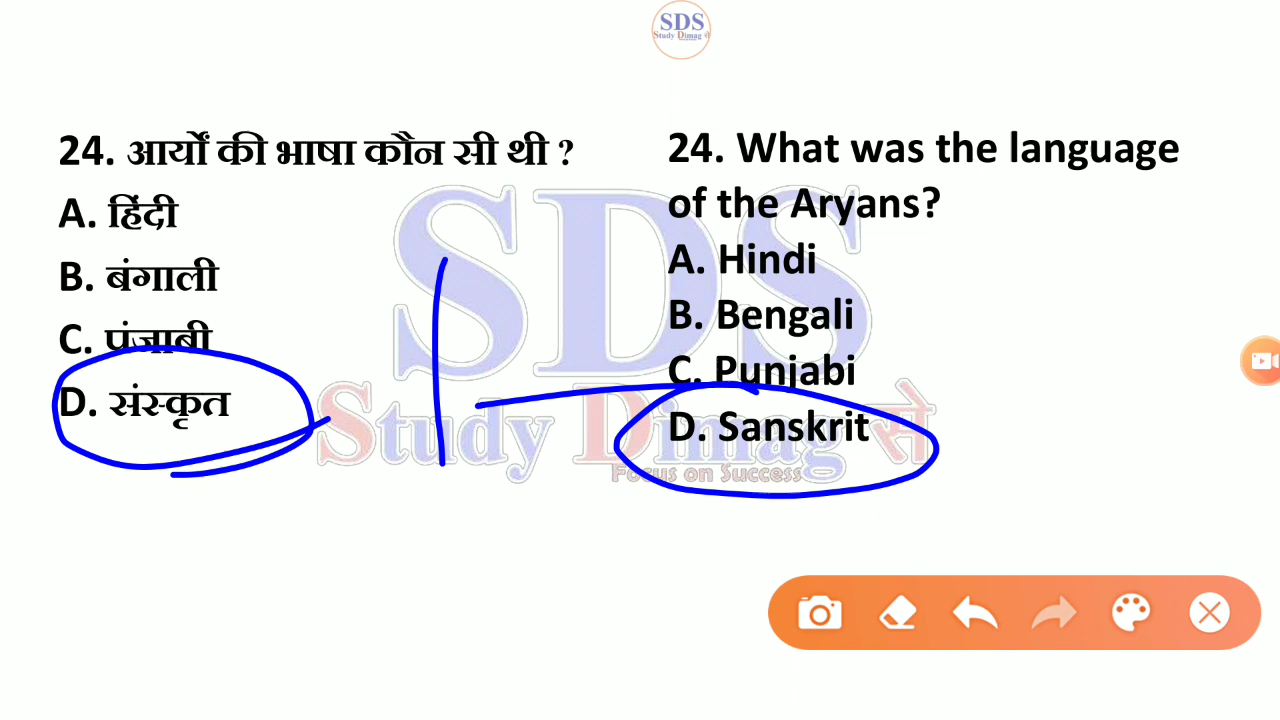 SDS
Study Dimag से
24. आर्यों की भाषा कौन सी थी ?
A. हिंदी
B. बंगाली
C. पंजाबी
D. संस्कृत
24. What was the language
of the Aryans?
A. Hindi
B. Bengali
C. Punjabi
D. Sanskrit
SDS
Study Dimag से
Focus on Success